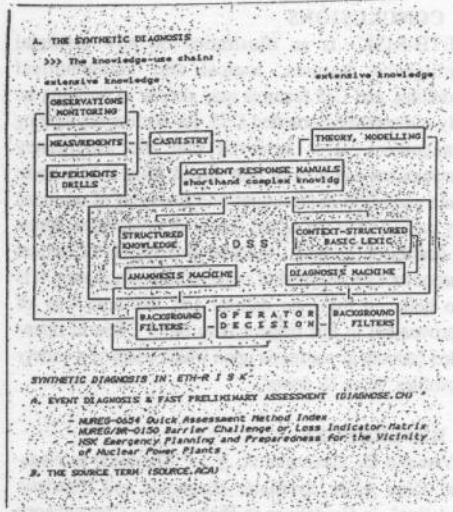 A. THE SYNTHETIC DIAGNOSIS
>>> The knowledge-use chain:
extensive knowledge
extensive knowledge
OBSERVATIONS
MONITORING
MEASUREMENTS
EXPERIMENTS
DRILLS
CASUISTRY
THEORY, MODELLING
ACCIDENT RESPONSE MANUALS
shorthand complex knowldg
STRUCTURED
KNOWLEDGE
D S S
CONTEXT-STRUCTURED
BASIC LEXIC
ANAMNESIS MACHINE
DIAGNOSIS MACHINE
BACKGROUND
FILTERS
O P E R A T O R
D E C I S I O N
BACKGROUND
FILTERS
SYNTHETIC DIAGNOSIS IN ETH-R I S K
A. EVENT DIAGNOSIS & FAST PRELIMINARY ASSESSMENT (DIAGNOSE.CH)
- NUREG-0654 Quick Assessment Method Index
- NUREG/BR-0150 Barrier Challenge or Loss Indicator Matrix
- HSK Emergency Planning and Preparedness for the Vicinity
of Nuclear Power Plants
B. THE SOURCE TERM (SOURCE.ACA)